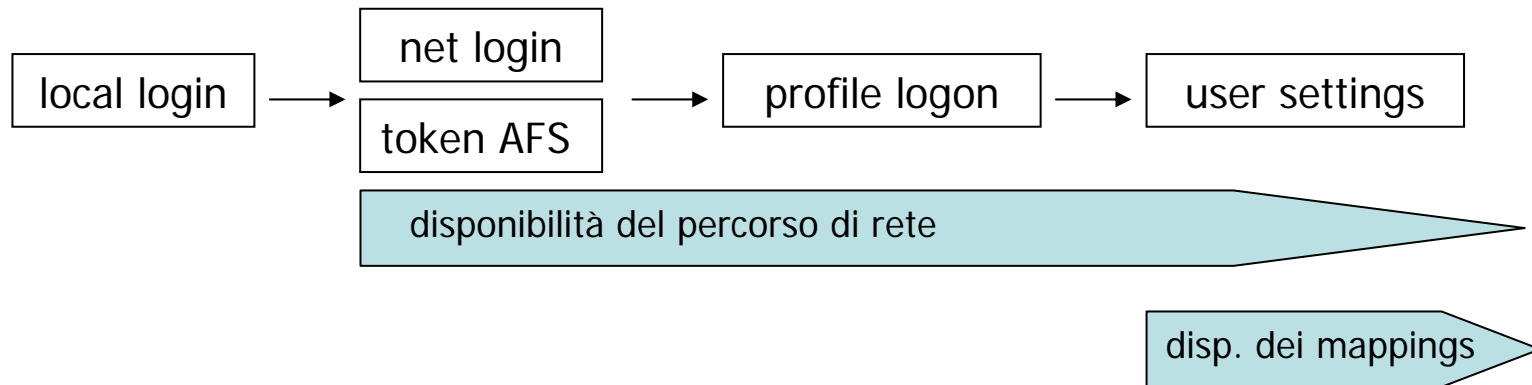 local login
net login
token AFS
profile logon
user settings
disponibilità del percorso di rete
disp. dei mappings